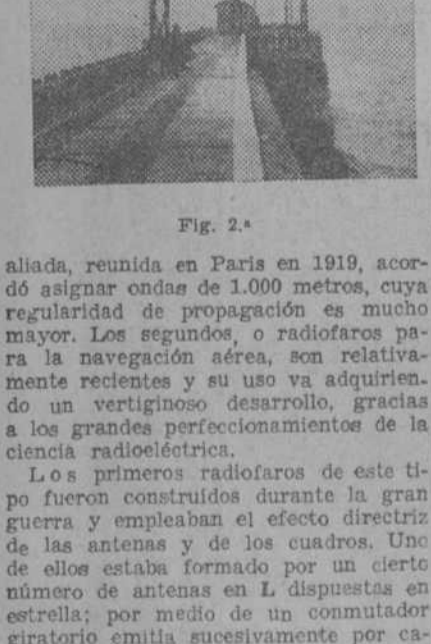 Fig. 2.ª
aliada, reunida en Paris en 1919, acor-
dó asignar ondas de 1.000 metros, cuya
regularidad de propagación es mucho
mayor. Los segundos, o radiofaros pa-
ra la navegación aérea, son relativa-
mente recientes y su uso va adquirien-
do un vertiginoso desarrollo, gracias
a los grandes perfeccionamientos de la
ciencia radioeléctrica.
Los primeros radiofaros de este ti-
po fueron construídos durante la gran
guerra y empleaban el efecto directriz
de las antenas y de los cuadros. Uno
de ellos estaba formado por un cierto
número de antenas en L dispuestas en
estrella; por medio de un conmutador
giratorio emitía sucesivamente por ca-